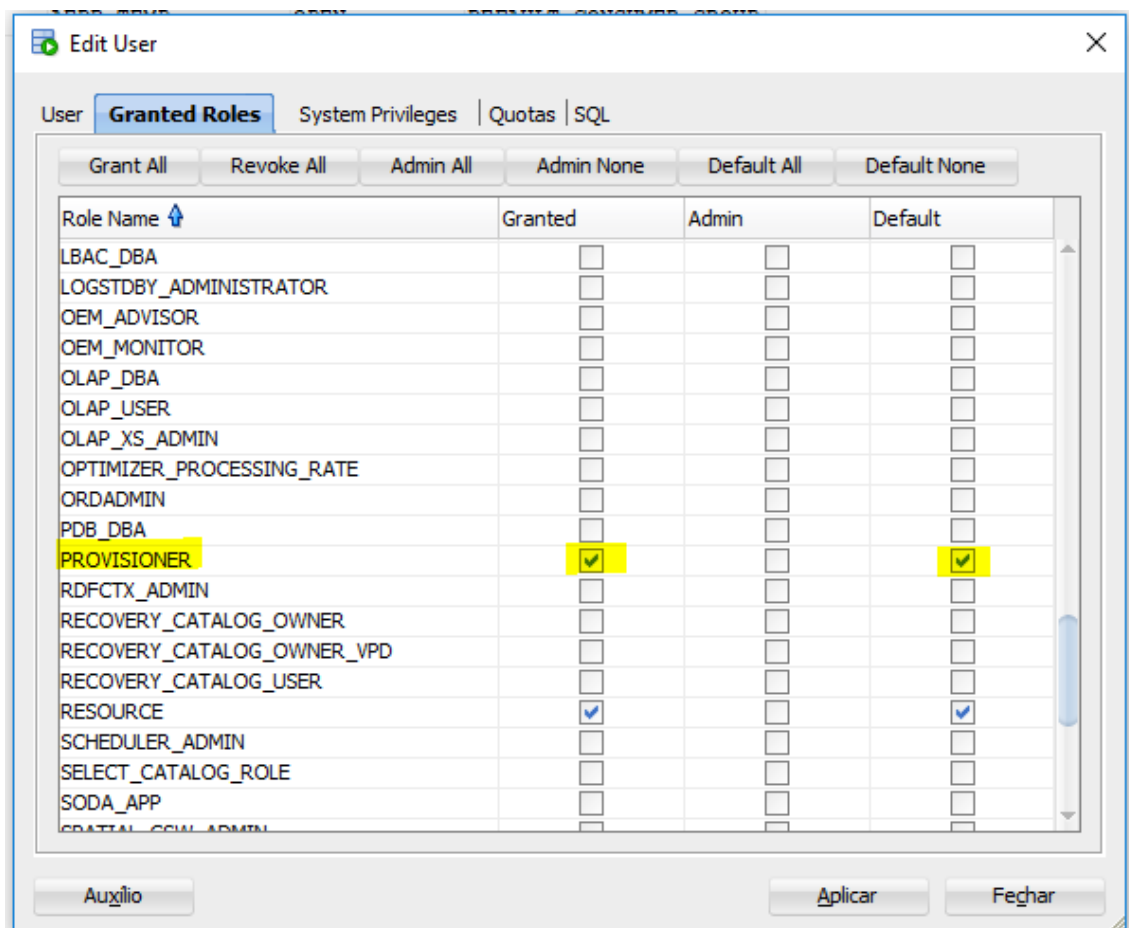 Edit User
User Granted Roles System Privileges Quotas SQL
Grant All Revoke All Admin All Admin None Default All Default None
Role Name Granted Admin Default
LBAC_DBA
LOGSTDBY_ADMINISTRATOR
OEM_ADVISOR
OEM_MONITOR
OLAP_DBA
OLAP_USER
OLAP_XS_ADMIN
OPTIMIZER_PROCESSING_RATE
ORDADMIN
PDB_DBA
PROVISIONER
RDFCTX_ADMIN
RECOVERY_CATALOG_OWNER
RECOVERY_CATALOG_OWNER_VPD
RECOVERY_CATALOG_USER
RESOURCE
SCHEDULER_ADMIN
SELECT_CATALOG_ROLE
SODA_APP
Auxílio Aplicar Fechar